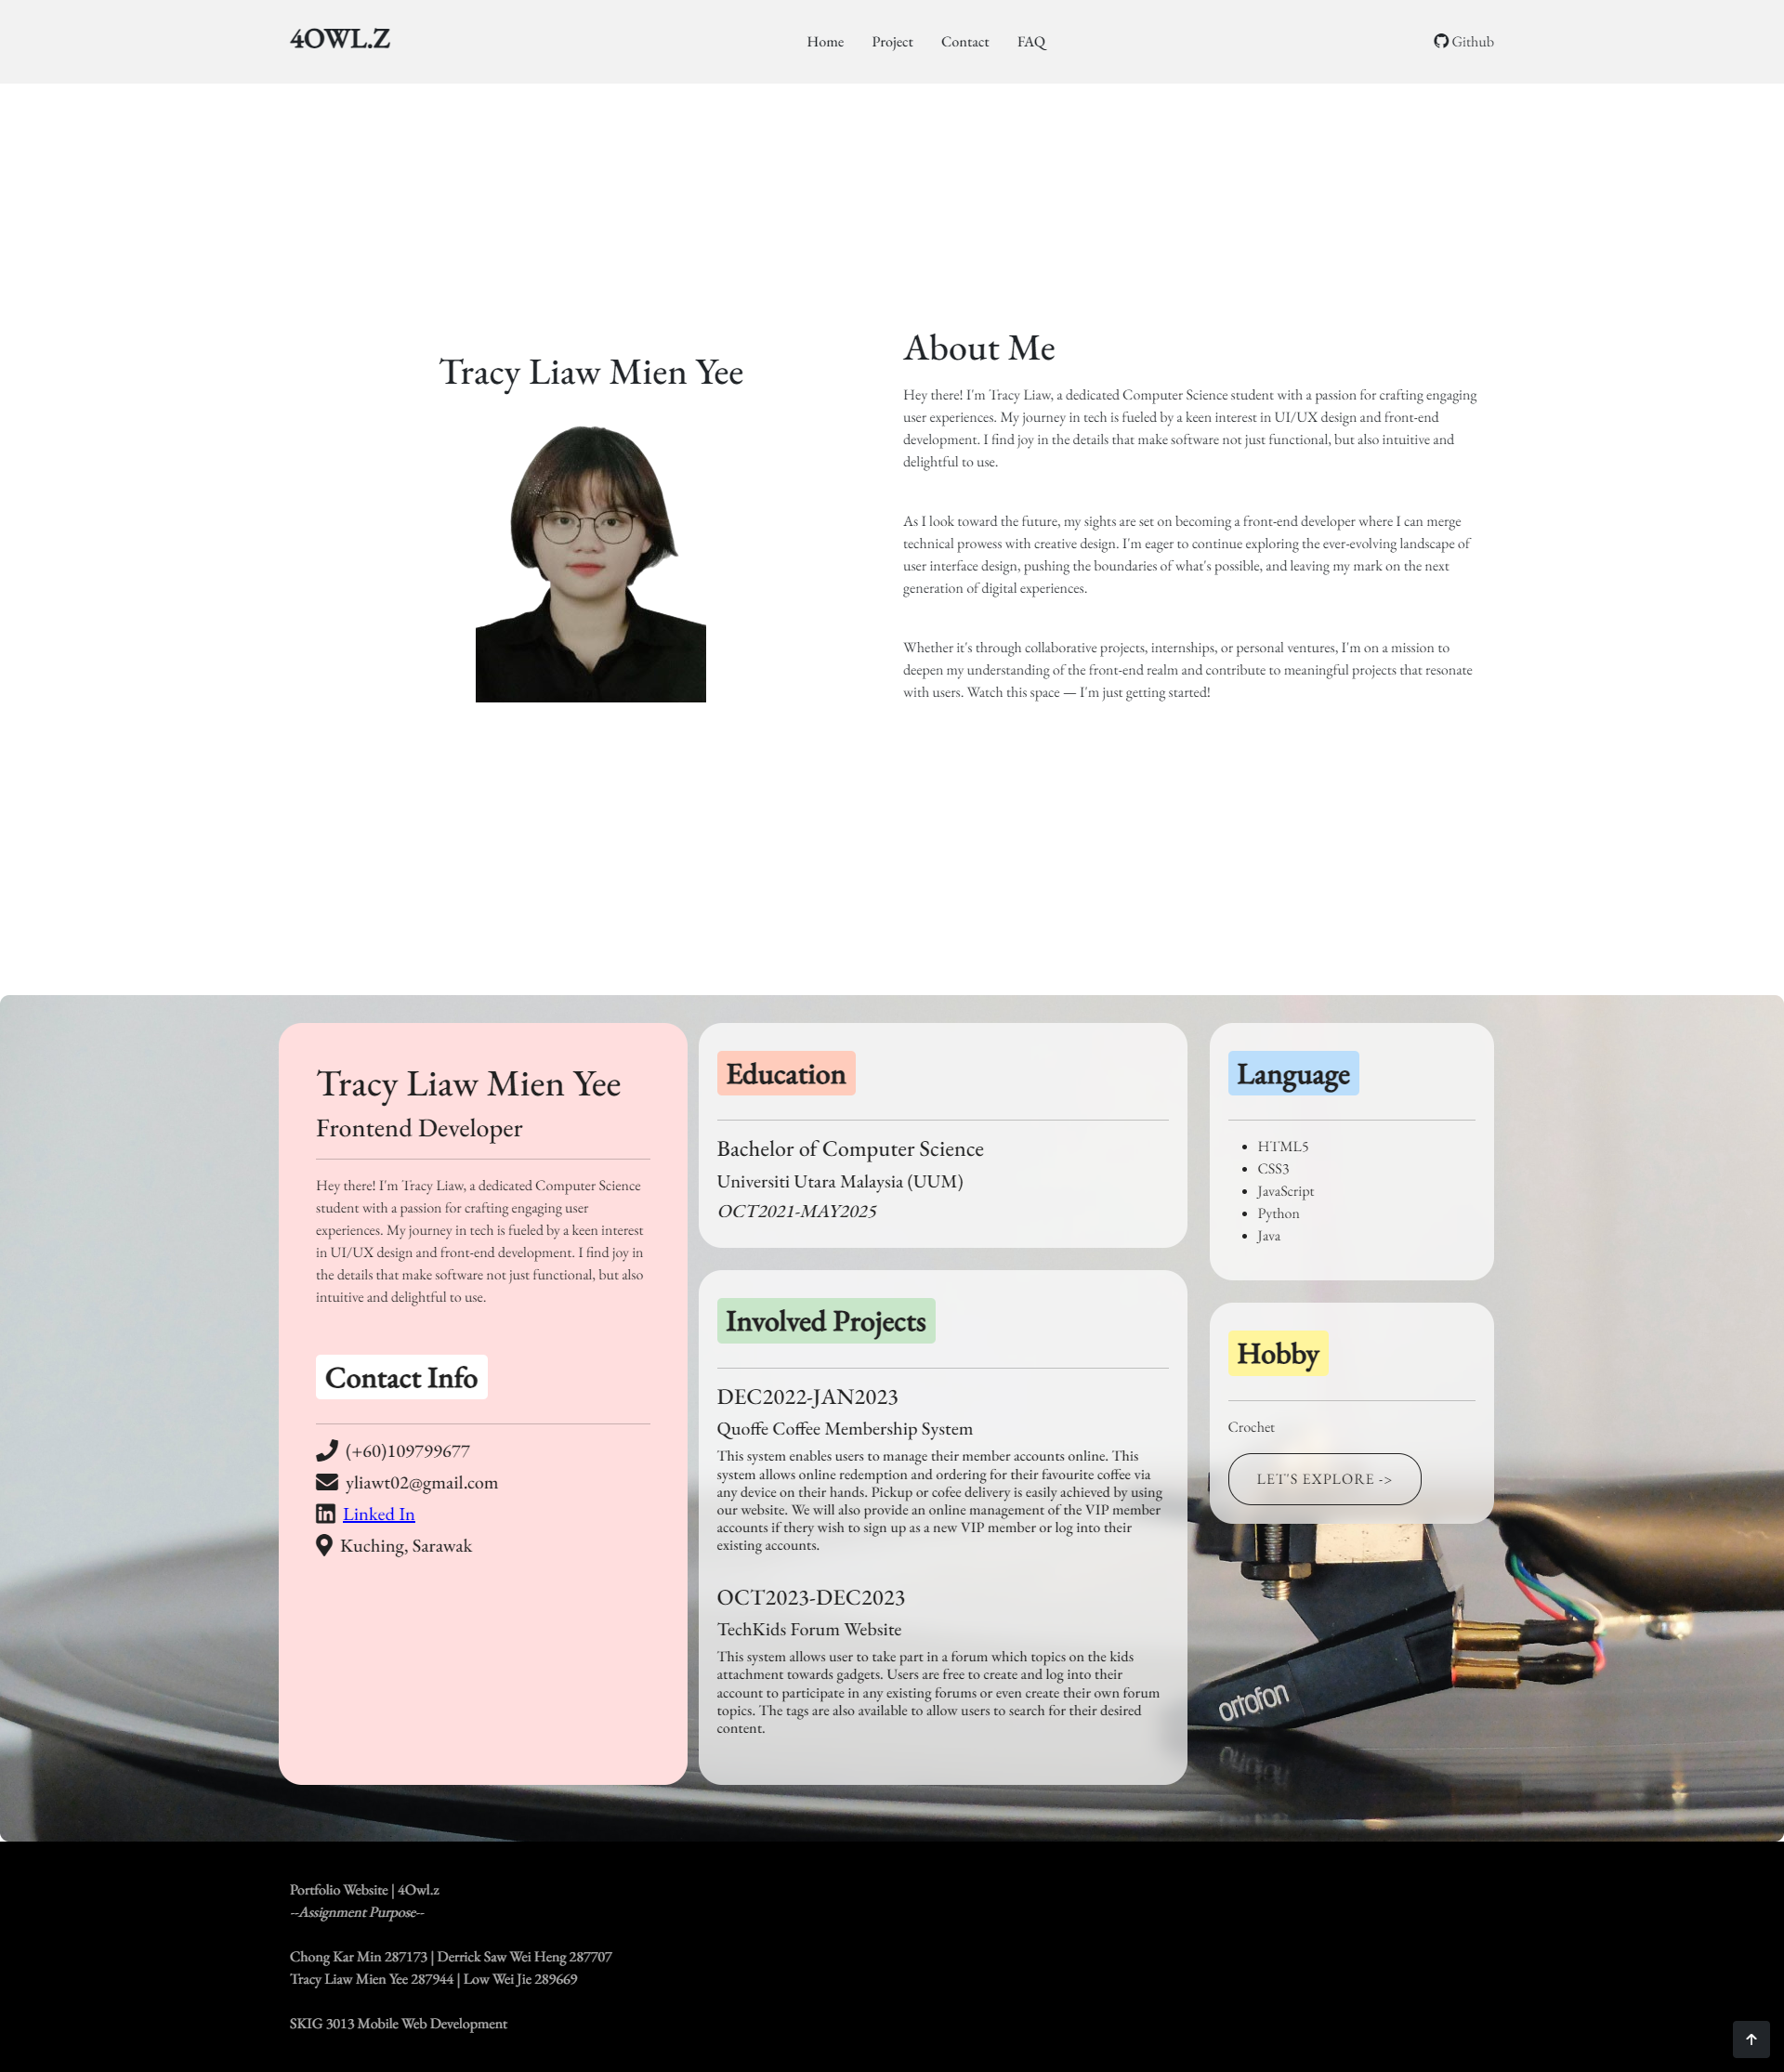 4OWL.Z
Home Project Contact FAQ
Github
Tracy Liaw Mien Yee
About Me
Hey there! I'm Tracy Liaw, a dedicated Computer Science student with a passion for crafting engaging
user experiences. My journey in tech is fueled by a keen interest in UI/UX design and front-end
development. I find joy in the details that make software not just functional, but also intuitive and
delightful to use.
As I look toward the future, my sights are set on becoming a front-end developer where I can merge
technical prowess with creative design. I'm eager to continue exploring the ever-evolving landscape of
user interface design, pushing the boundaries of what's possible, and leaving my mark on the next
generation of digital experiences.
Whether it's through collaborative projects, internships, or personal ventures, I'm on a mission to
deepen my understanding of the front-end realm and contribute to meaningful projects that resonate
with users. Watch this space — I'm just getting started!
Tracy Liaw Mien Yee
Frontend Developer
Hey there! I'm Tracy Liaw, a dedicated Computer Science
student with a passion for crafting engaging user
experiences. My journey in tech is fueled by a keen interest
in UI/UX design and front-end development. I find joy in
the details that make software not just functional, but also
intuitive and delightful to use.
Contact Info
(+60)109799677
yliawt02@gmail.com
Linked In
Kuching, Sarawak
Education
Bachelor of Computer Science
Universiti Utara Malaysia (UUM)
OCT2021-MAY2025
Involved Projects
DEC2022-JAN2023
Quoffe Coffee Membership System
This system enables users to manage their member accounts online. This
system allows online redemption and ordering for their favourite coffee via
any device on their hands. Pickup or cofee delivery is easily achieved by using
our website. We will also provide an online management of the VIP member
accounts if thery wish to sign up as a new VIP member or log into their
existing accounts.
OCT2023-DEC2023
TechKids Forum Website
This system allows user to take part in a forum which topics on the kids
attachment towards gadgets. Users are free to create and log into their
account to participate in any existing forums or even create their own forum
topics. The tags are also available to allow users to search for their desired
content.
Language
• HTML5
• CSS3
• JavaScript
• Python
• Java
Hobby
Crochet
LET'S EXPLORE ->
ortofon
Portfolio Website | 4Owl.z
--Assignment Purpose--
Chong Kar Min 287173 | Derrick Saw Wei Heng 287707
Tracy Liaw Mien Yee 287944 | Low Wei Jie 289669
SKIG 3013 Mobile Web Development